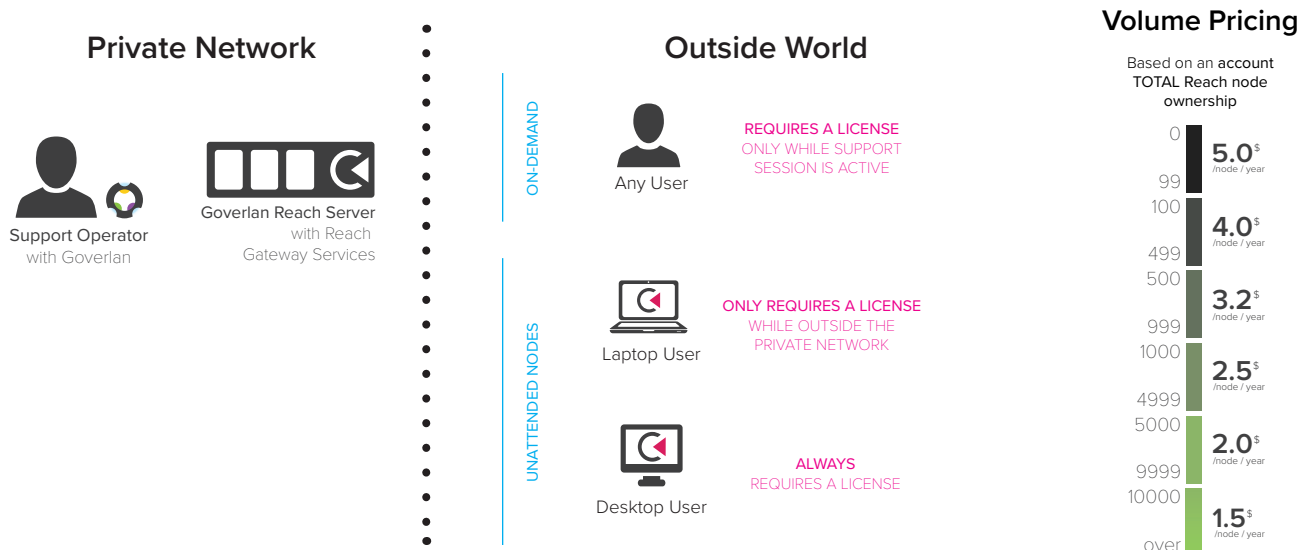 Private Network
Support Operator
with Goverlan
Goverlan Reach Server
with Reach
Gateway Services
Outside World
ON-DEMAND
Any User
REQUIRES A LICENSE
ONLY WHILE SUPPORT
SESSION IS ACTIVE
UNATTENDED NODES
Laptop User
ONLY REQUIRES A LICENSE
WHILE OUTSIDE THE
PRIVATE NETWORK
Desktop User
ALWAYS
REQUIRES A LICENSE
Volume Pricing
Based on an account
TOTAL Reach node
ownership
0
5.0$
/node / year
99
100
4.0$
/node / year
499
500
3.2$
/node / year
999
1000
2.5$
/node / year
4999
5000
2.0$
/node / year
9999
10000
1.5$
/node / year
over